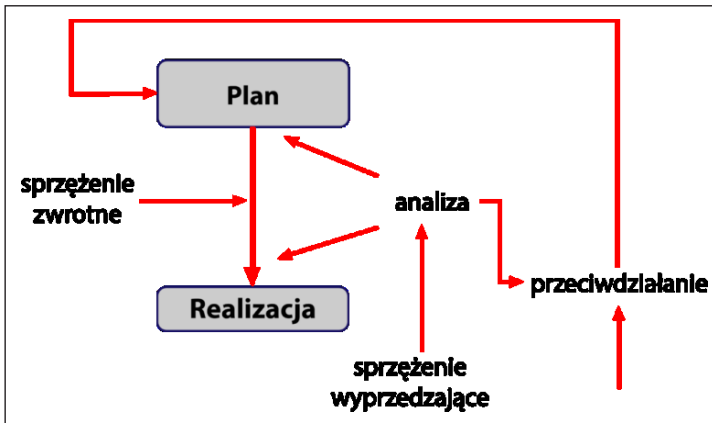 Plan
sprzężenie
zwrotne
analiza
przeciwdziałanie
Realizacja
sprzężenie
wyprzedzające